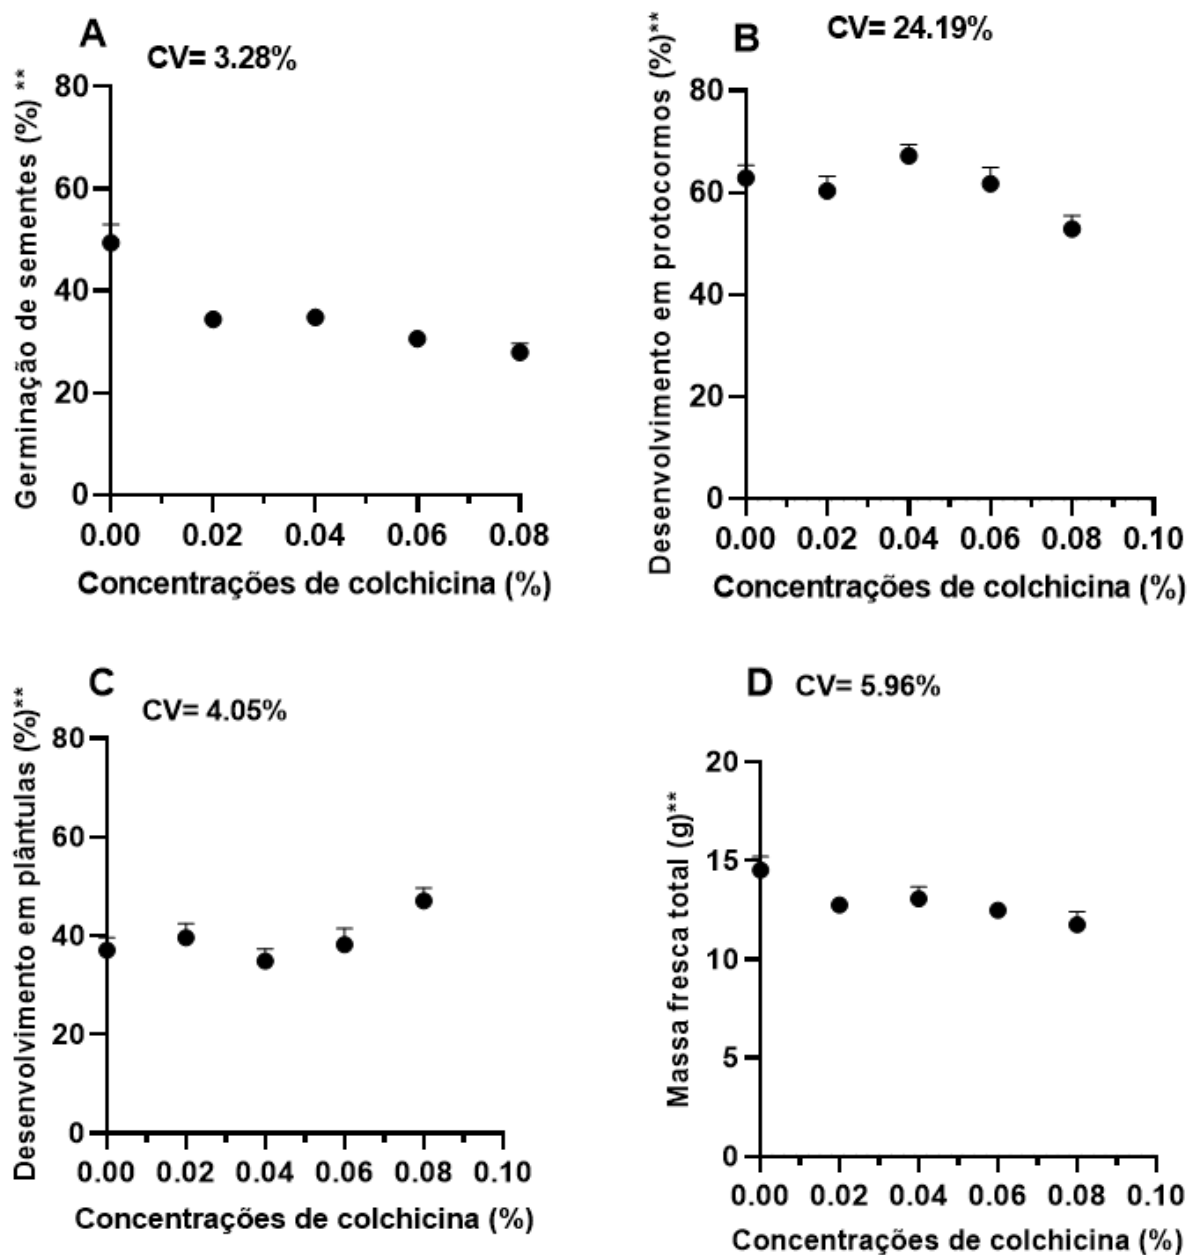 A
CV= 3.28%
Germinação de sementes (%) **
80
60
40
20
0
0.00 0.02 0.04 0.06 0.08
Concentrações de colchicina (%)
B
CV= 24.19%
Desenvolvimento em protocormos (%)**
80
60
40
20
0
0.00 0.02 0.04 0.06 0.08 0.10
Concentrações de colchicina (%)
C
CV= 4.05%
Desenvolvimento em plântulas (%)**
80
60
40
20
0
0.00 0.02 0.04 0.06 0.08 0.10
Concentrações de colchicina (%)
D
CV= 5.96%
Massa fresca total (g)**
20
15
10
5
0
0.00 0.02 0.04 0.06 0.08 0.10
Concentrações de colchicina (%)